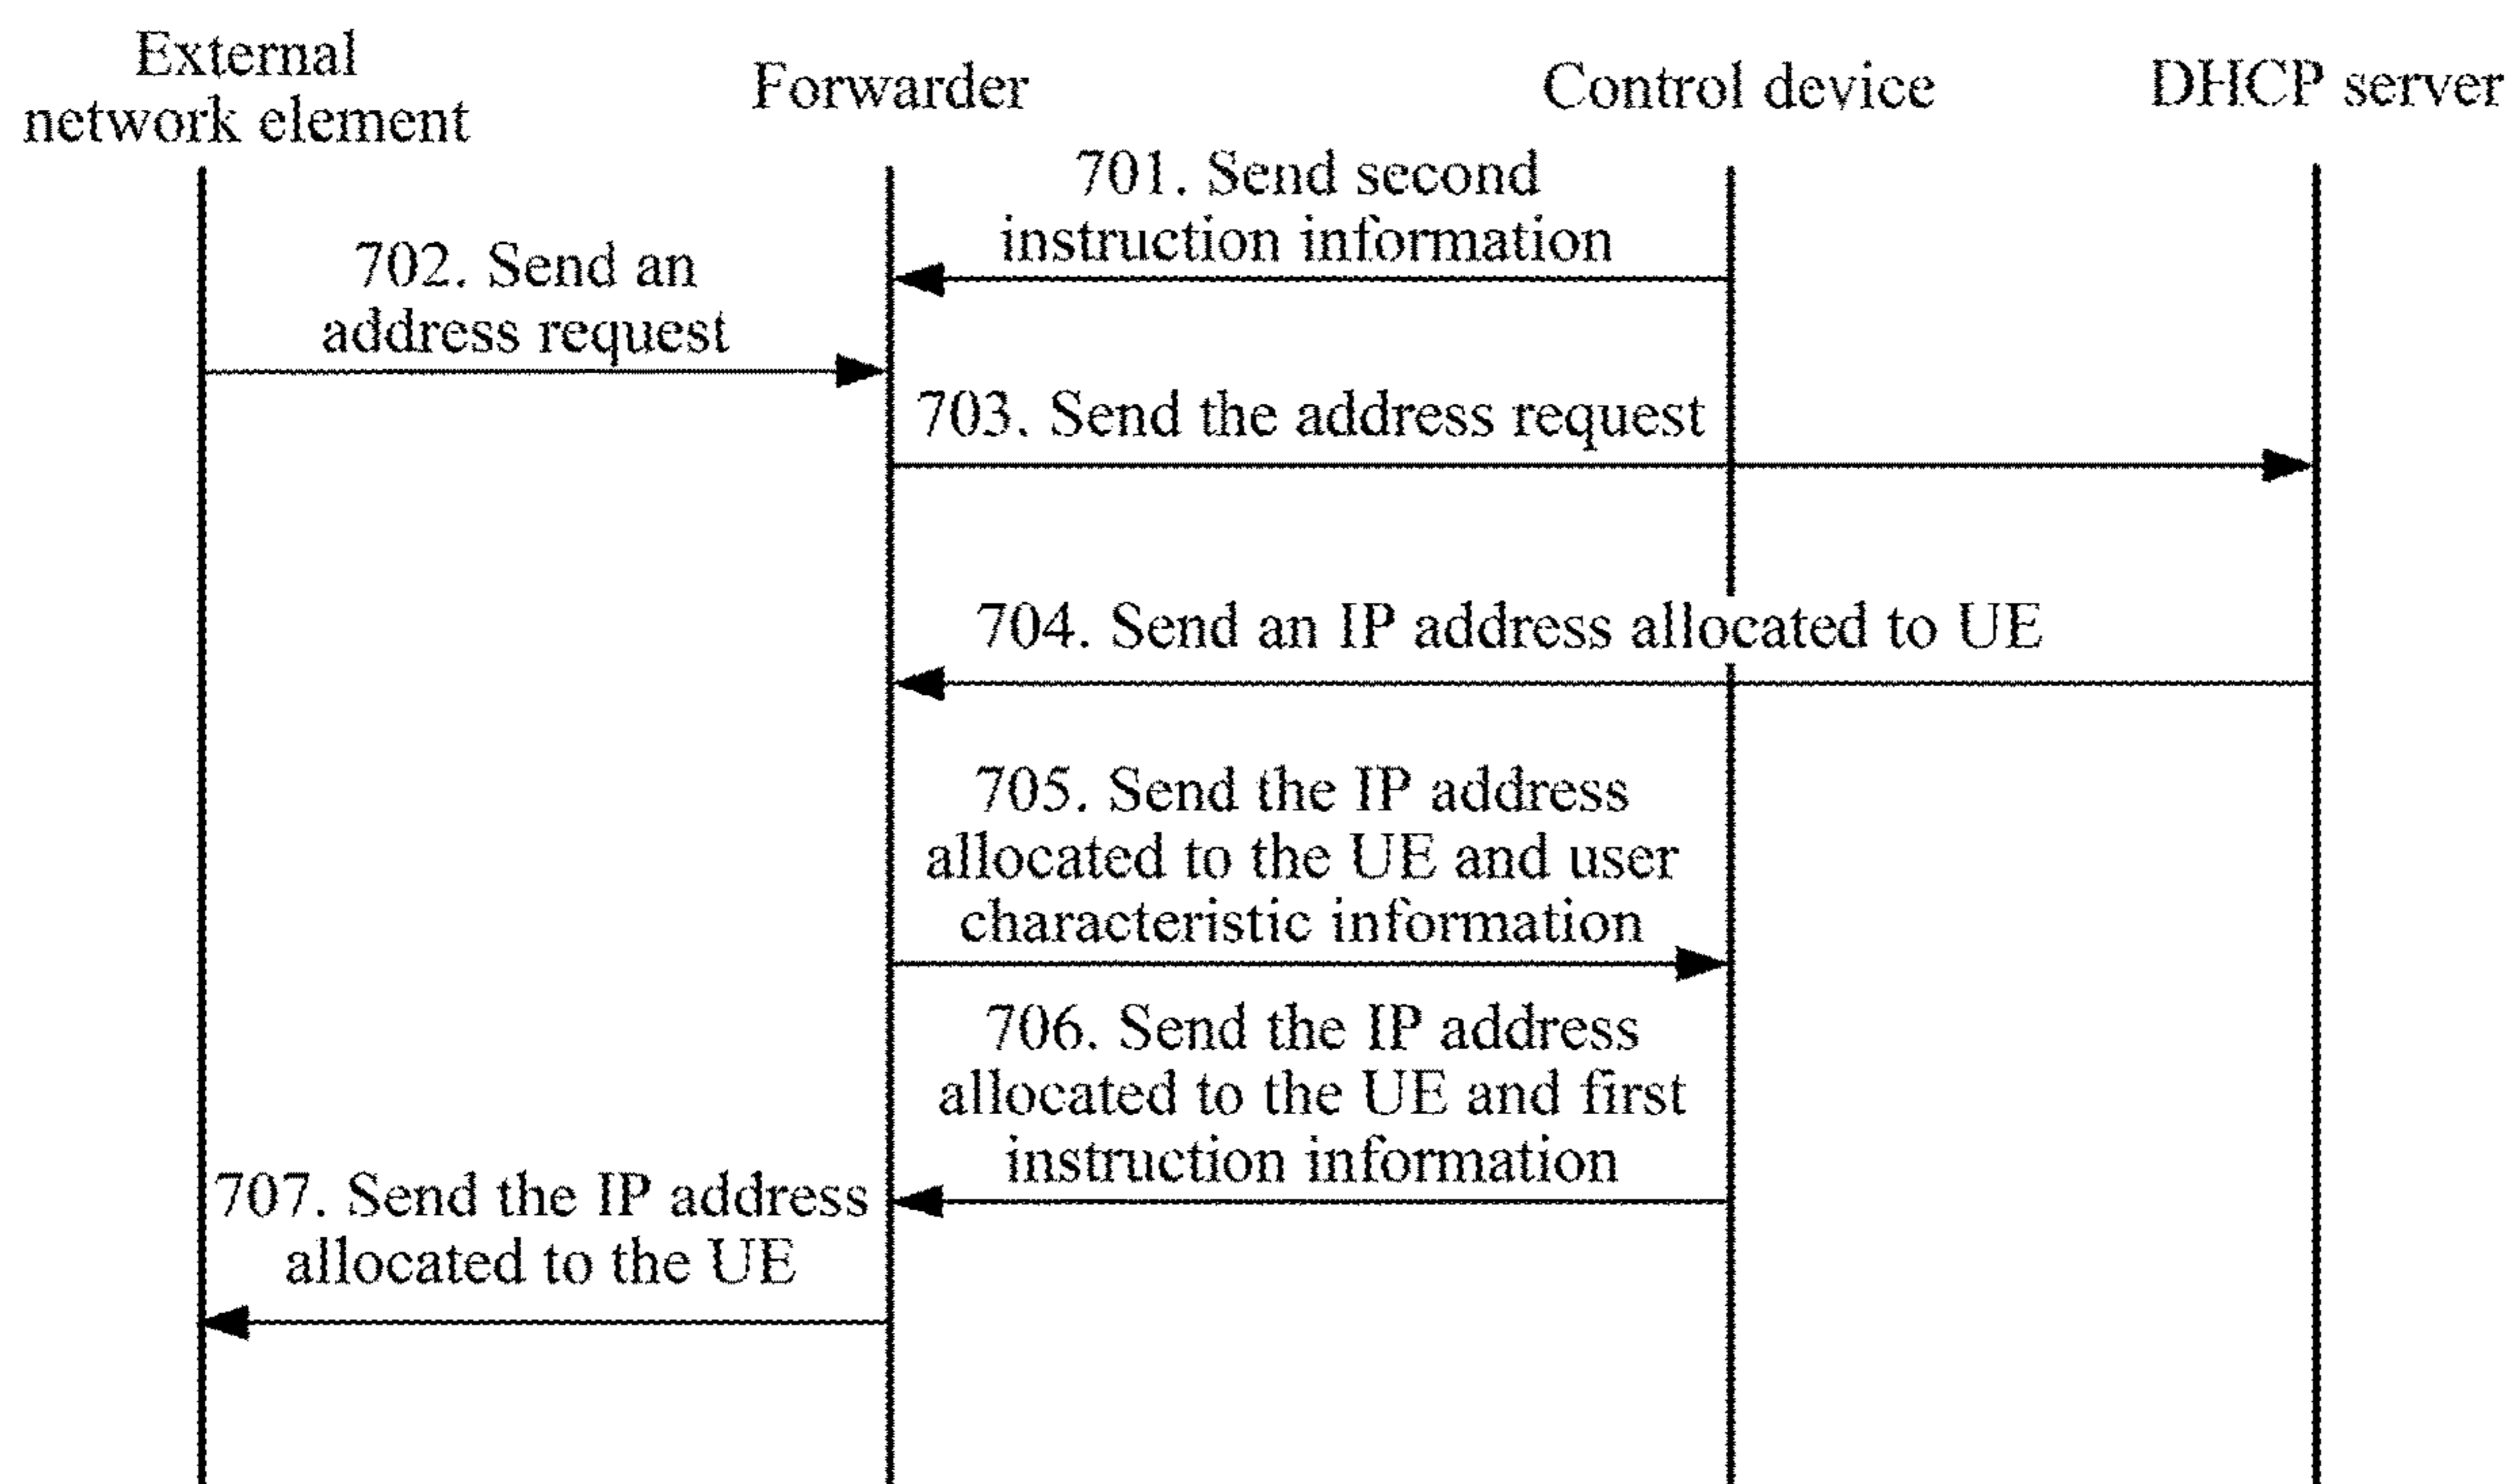 External
network element
Forwarder
Control device
DHCP server
701. Send second
instruction information
702. Send an
address request
703. Send the address request
704. Send an IP address allocated to UE
705. Send the IP address
allocated to the UE and user
characteristic information
706. Send the IP address
allocated to the UE and first
instruction information
707. Send the IP address
allocated to the UE